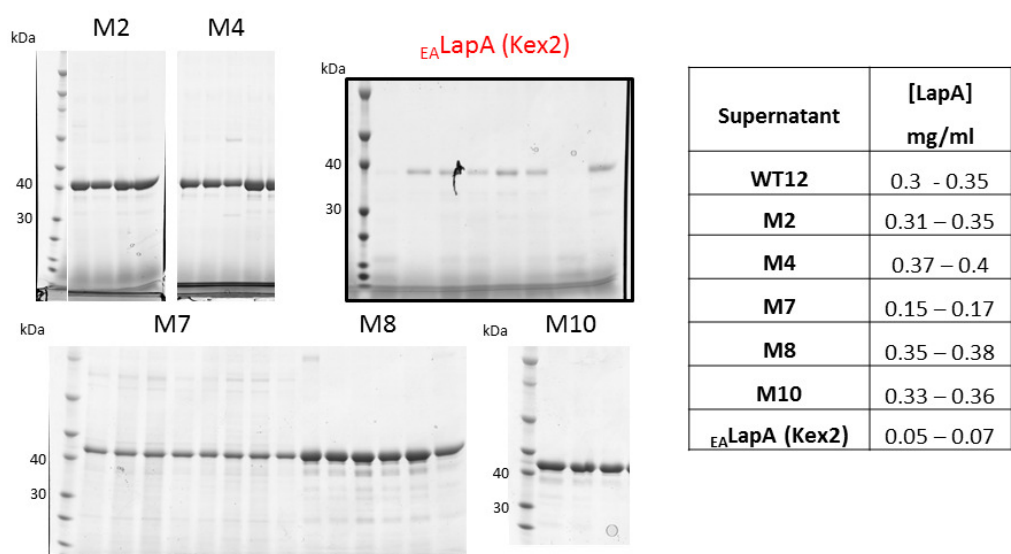 M2 M4
kDa
40
30
EALapA (Kex2)
kDa
40
30
M7 M8
kDa
40
30
M10
kDa
40
30
Supernatant [LapA] mg/ml
WT12 0.3 - 0.35
M2 0.31 – 0.35
M4 0.37 – 0.4
M7 0.15 – 0.17
M8 0.35 – 0.38
M10 0.33 – 0.36
EALapA (Kex2) 0.05 – 0.07